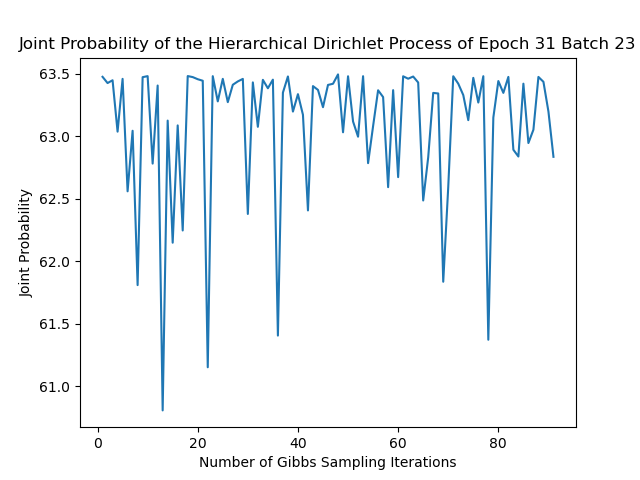 Joint Probability of the Hierarchical Dirichlet Process of Epoch 31 Batch 23
63.5
63.0
62.5
62.0
61.5
61.0
Joint Probability
0 20 40 60 80
Number of Gibbs Sampling Iterations